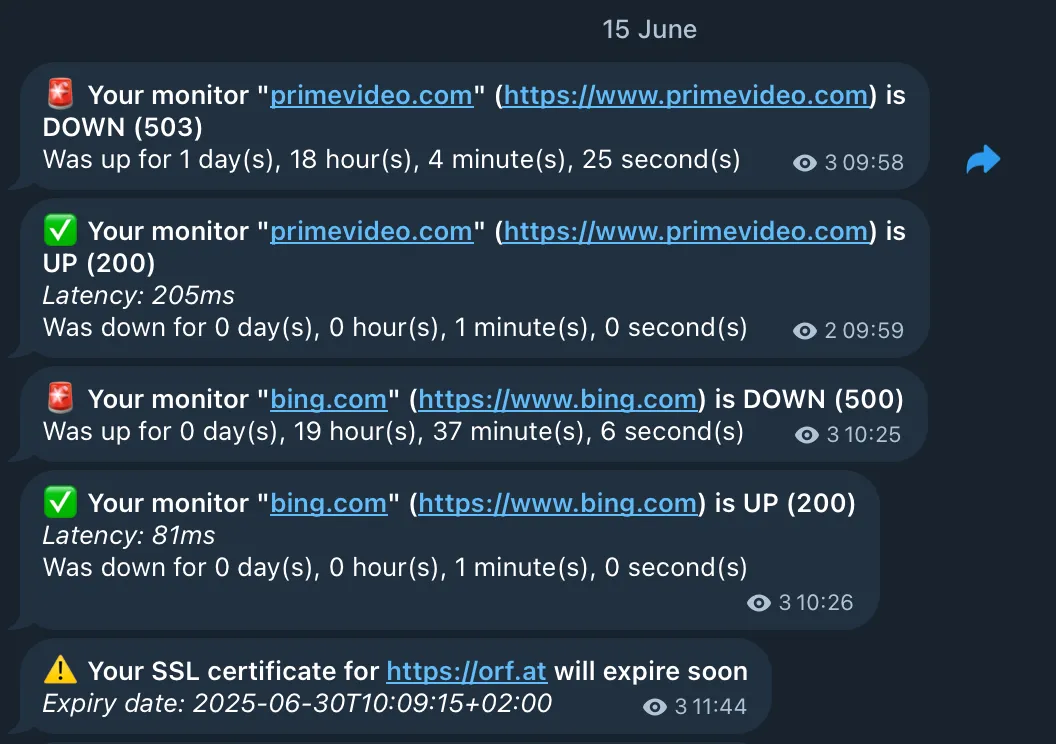 15 June
🚨 Your monitor "primevideo.com" (https://www.primevideo.com) is
DOWN (503)
Was up for 1 day(s), 18 hour(s), 4 minute(s), 25 second(s) 3 09:58
✅ Your monitor "primevideo.com" (https://www.primevideo.com) is
UP (200)
Latency: 205ms
Was down for 0 day(s), 0 hour(s), 1 minute(s), 0 second(s) 2 09:59
🚨 Your monitor "bing.com" (https://www.bing.com) is DOWN (500)
Was up for 0 day(s), 19 hour(s), 37 minute(s), 6 second(s) 3 10:25
✅ Your monitor "bing.com" (https://www.bing.com) is UP (200)
Latency: 81ms
Was down for 0 day(s), 0 hour(s), 1 minute(s), 0 second(s)
3 10:26
⚠️ Your SSL certificate for https://orf.at will expire soon
Expiry date: 2025-06-30T10:09:15+02:00 3 11:44